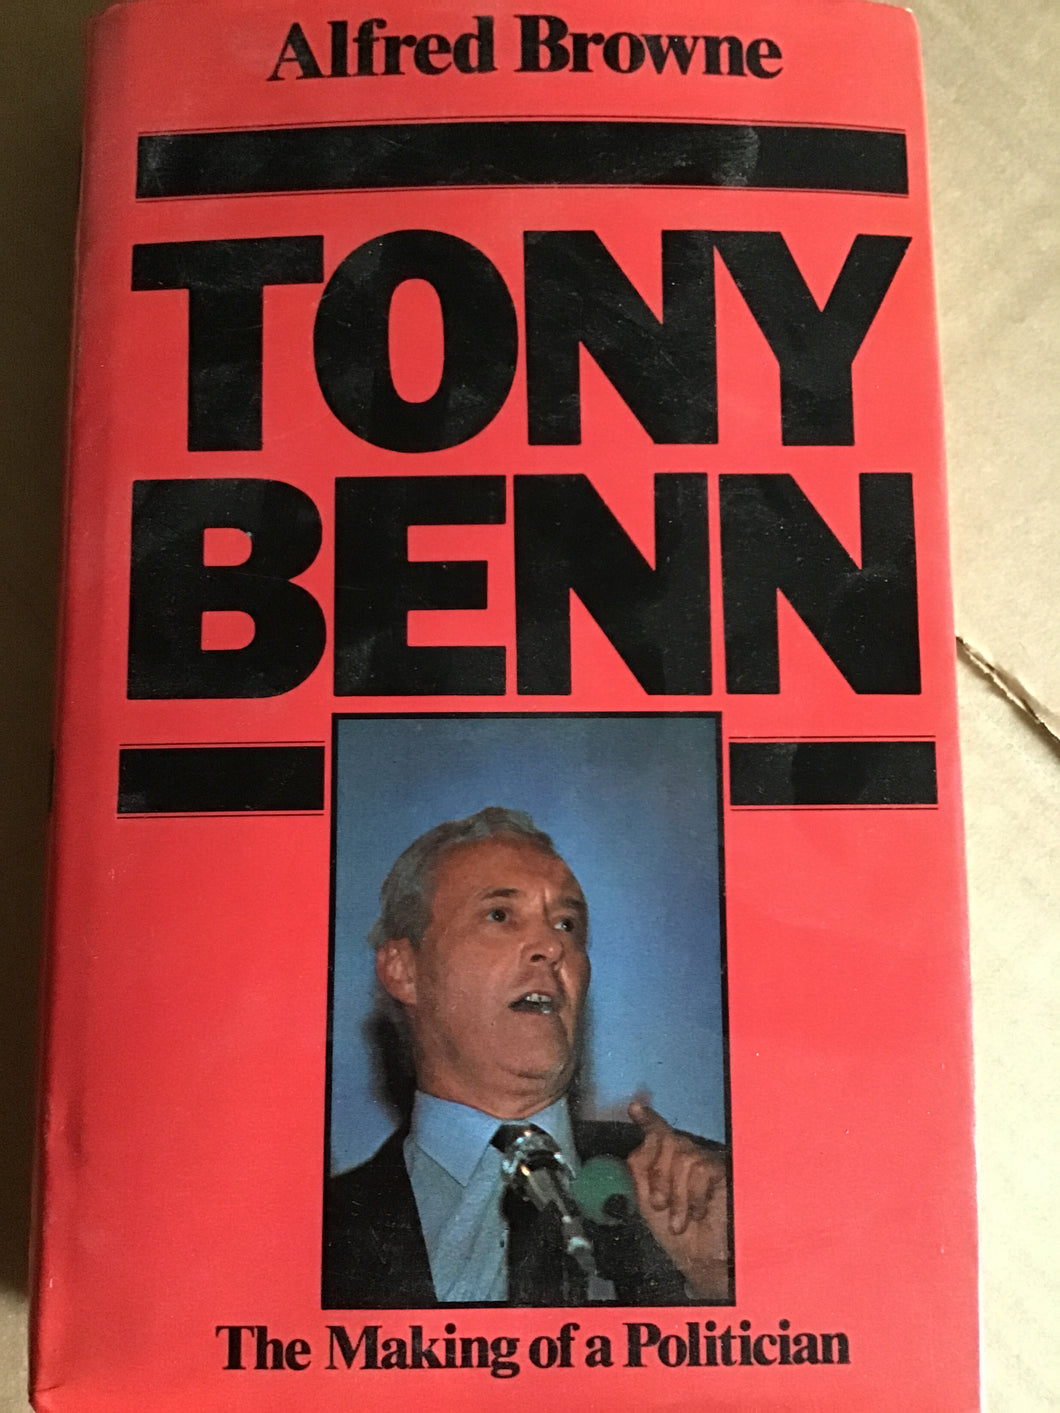 Alfred Browne
TONY
BENN
The Making of a Politician